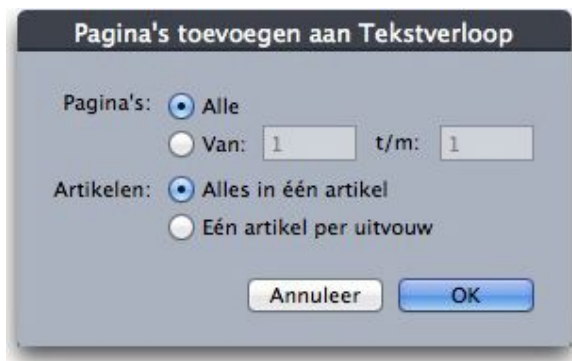 Pagina's toevoegen aan Tekstverloop
Pagina's: Alle
Van: 1 t/m: 1
Artikelen: Alles in één artikel
Eén artikel per uitvouw
Annuleer OK